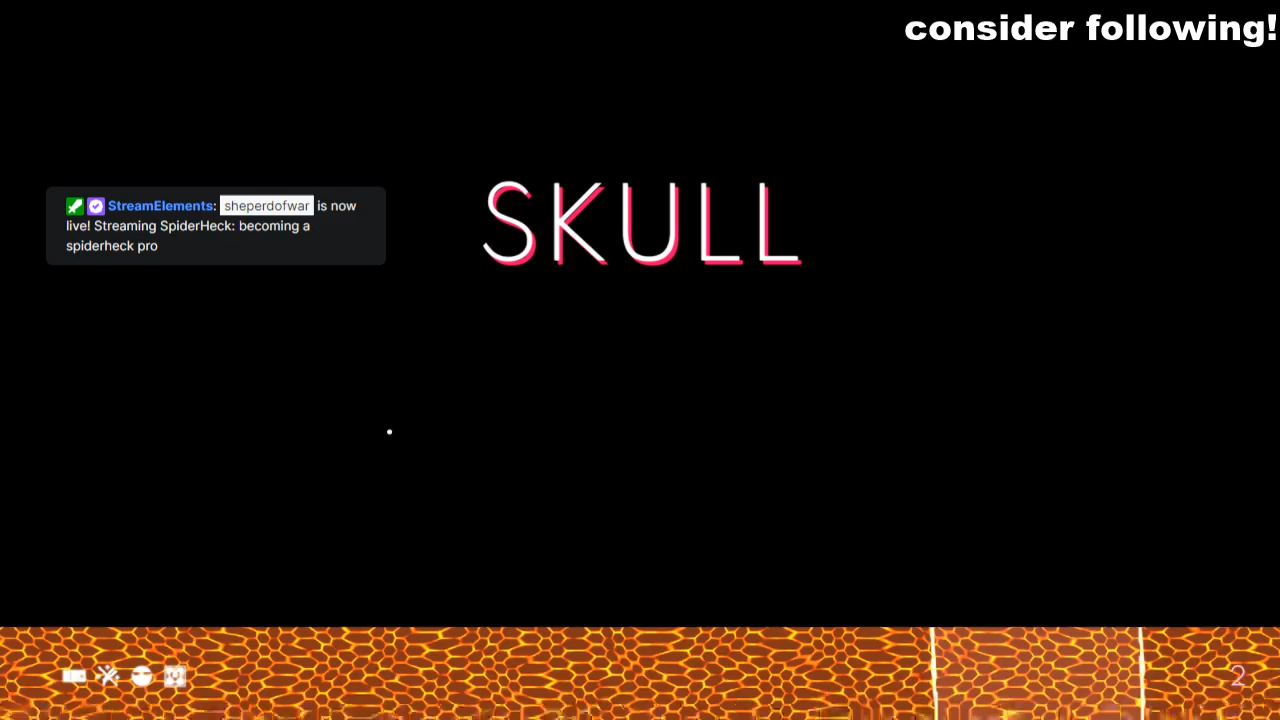 consider following!
StreamElements: sheperdofwar is now
live! Streaming SpiderHeck: becoming a
spiderheck pro
SKULL
2